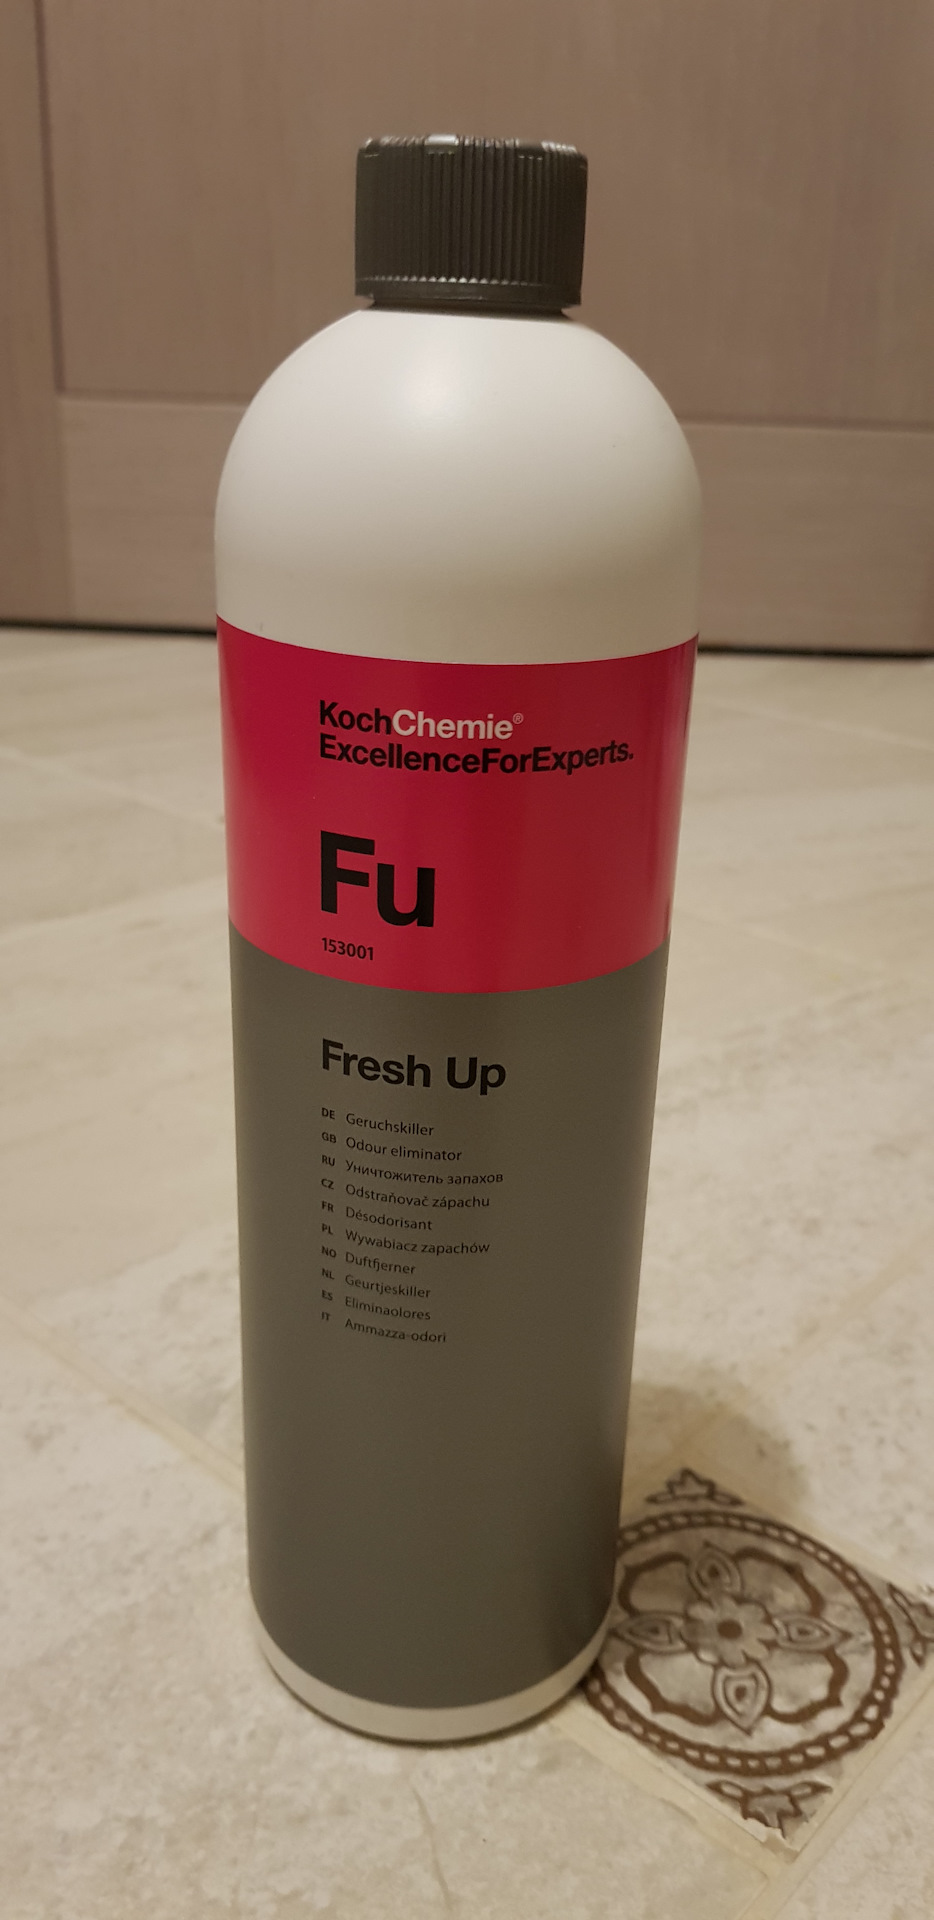 KochChemie®
ExcellenceForExperts.
Fu
153001
Fresh Up
DE Geruchskiller
GB Odour eliminator
RU Уничтожитель запахов
CZ Odstraňovač zápachu
FR Désodorisant
PL Wywabiacz zapachów
NO Duftfjerner
NL Geurtjeskiller
ES Eliminaolores
IT Ammazza-odori